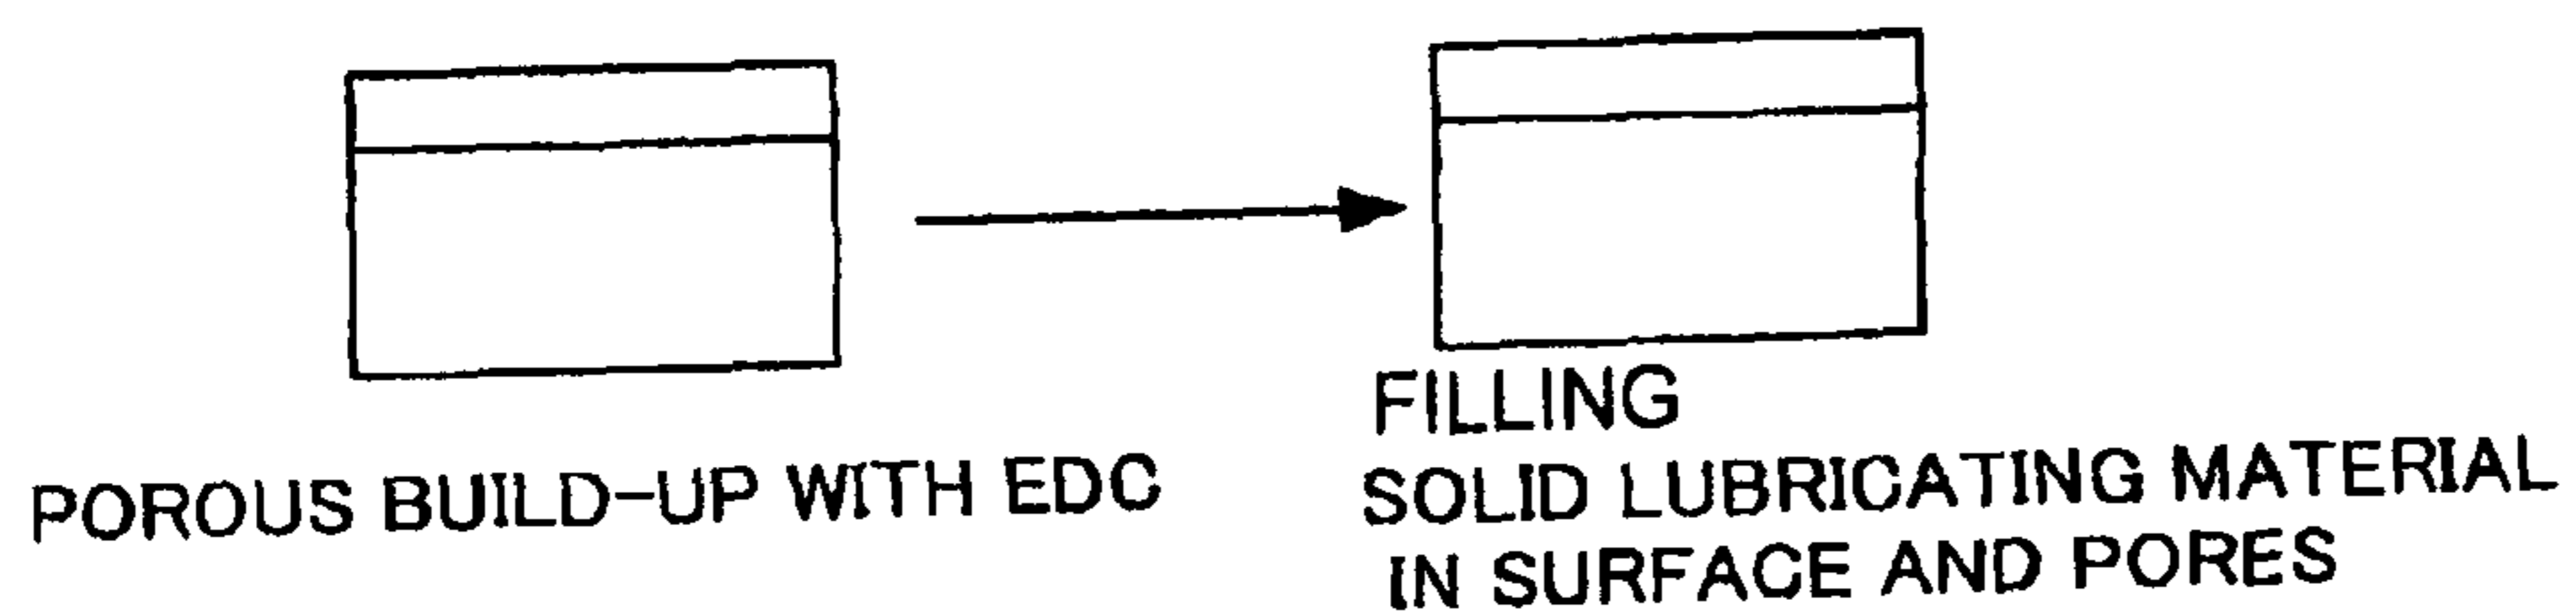 POROUS BUILD-UP WITH EDC
FILLING
SOLID LUBRICATING MATERIAL
IN SURFACE AND PORES